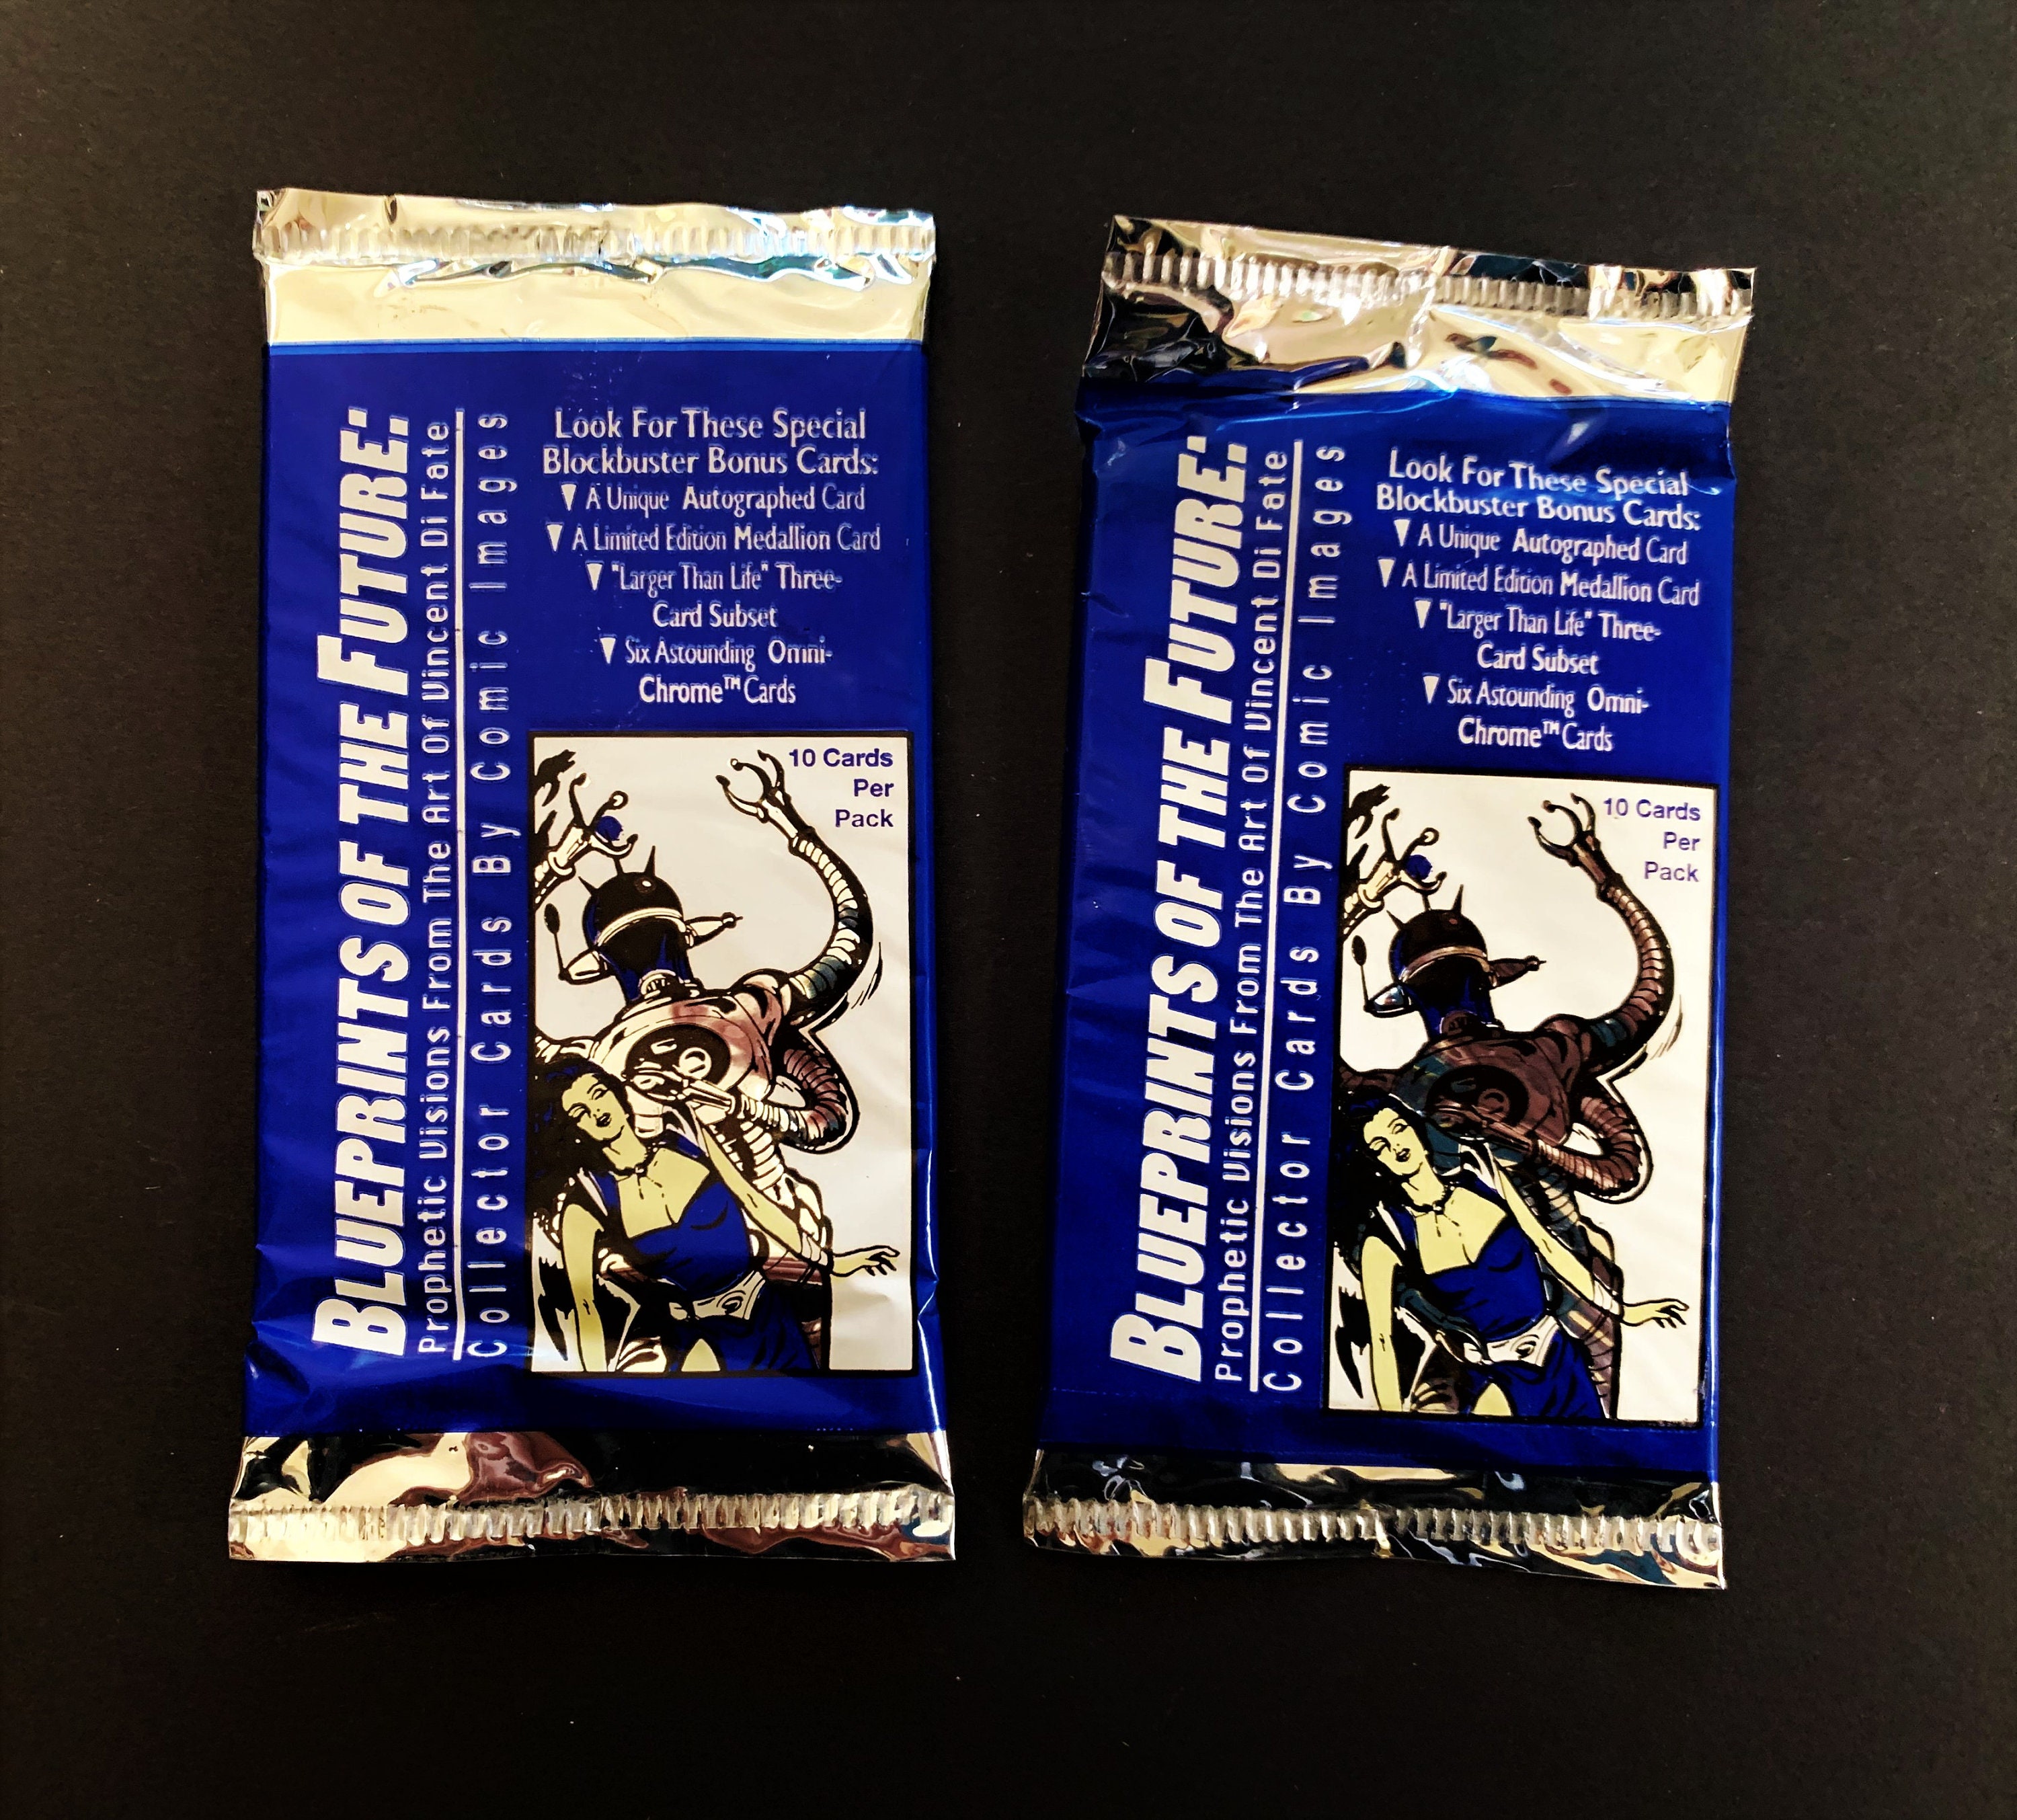 BLUEPRINTS OF THE FUTURE:
Prophetic Visions From The Art Of Vincent Di Fate
Collector Cards By Comic Images
Look For These Special
Blockbuster Bonus Cards:
▼ A Unique Autographed Card
▼ A Limited Edition Medallion Card
▼ "Larger Than Life" Three-
Card Subset
▼ Six Astounding Omni-
Chrome™ Cards
10 Cards
Per
Pack
BLUEPRINTS OF THE FUTURE:
Prophetic Visions From The Art Of Vincent Di Fate
Collector Cards By Comic Images
Look For These Special
Blockbuster Bonus Cards:
▼ A Unique Autographed Card
▼ A Limited Edition Medallion Card
▼ "Larger Than Life" Three-
Card Subset
▼ Six Astounding Omni-
Chrome™ Cards
10 Cards
Per
Pack